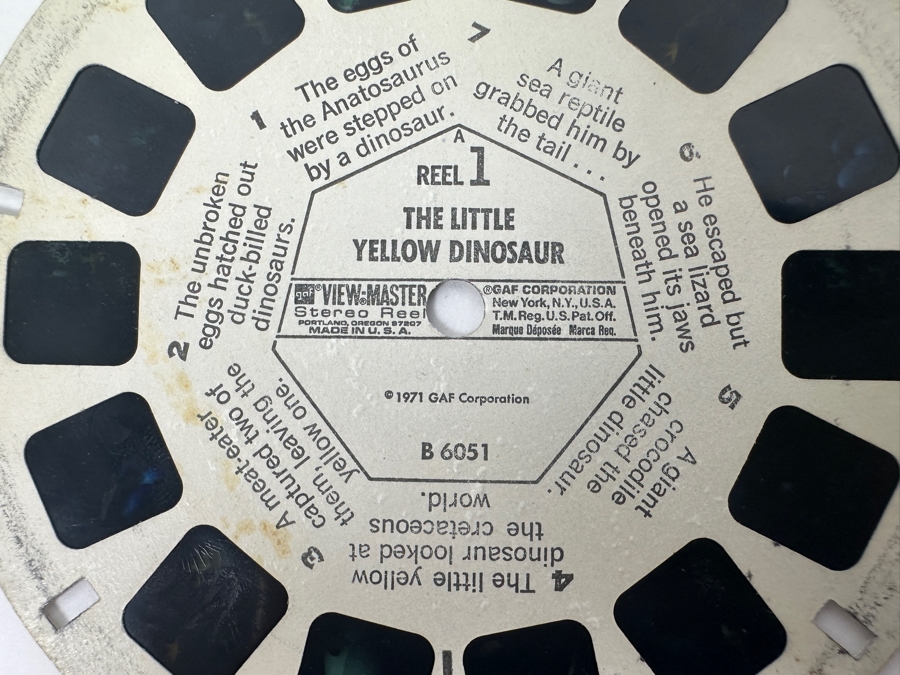 A
REEL 1
THE LITTLE
YELLOW DINOSAUR
gaf VIEW-MASTER
Stereo Reel
PORTLAND, OREGON 97207
MADE IN U.S.A.
®GAF CORPORATION
New York, N.Y., U.S.A.
T.M. Reg. U.S. Pat. Off.
Marque Déposée Marca Reg.
©1971 GAF Corporation
B 6051
1 The eggs of
the Anatosaurus
were stepped on
by a dinosaur.
2 The unbroken
eggs hatched out
duck-billed
dinosaurs.
3 A meat-eater of
captured two of
them, leaving the
yellow one.
4 The little yellow
dinosaur looked at
the cretaceous
world.
5 A giant
crocodile
chased the
little dinosaur.
6 He escaped but
a sea lizard
opened its jaws
beneath him.
7 A giant
sea reptile
grabbed him by
the tail . . .